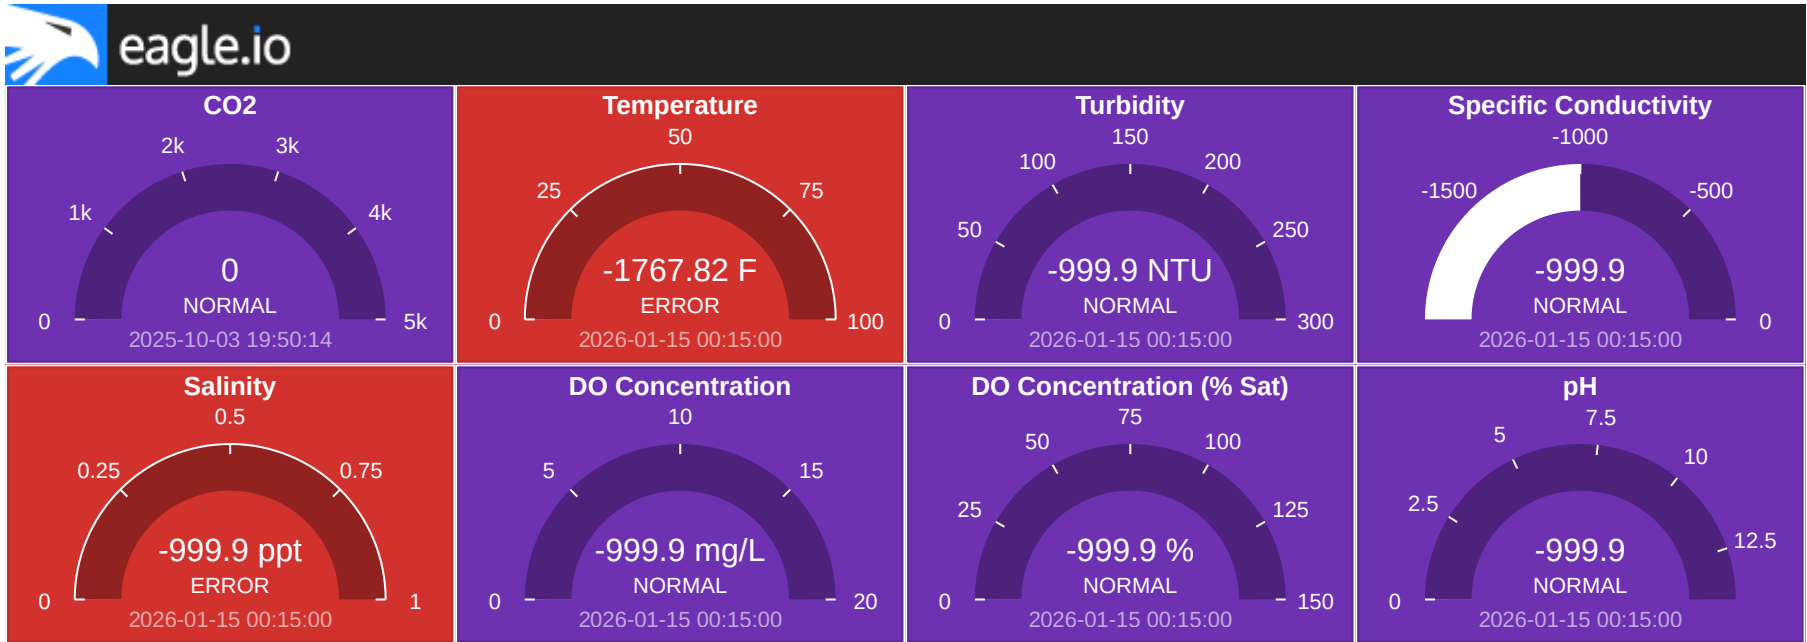 eagle.io
CO2
2k
3k
1k
4k
0
NORMAL
0
5k
2025-10-03 19:50:14
Temperature
50
25
75
-1767.82 F
ERROR
0
100
2026-01-15 00:15:00
Turbidity
150
100
200
50
250
-999.9 NTU
NORMAL
0
300
2026-01-15 00:15:00
Specific Conductivity
-1000
-1500
-500
-999.9
NORMAL
0
2026-01-15 00:15:00
Salinity
0.5
0.25
0.75
-999.9 ppt
ERROR
0
1
2026-01-15 00:15:00
DO Concentration
10
5
15
-999.9 mg/L
NORMAL
0
20
2026-01-15 00:15:00
DO Concentration (% Sat)
75
50
100
25
125
-999.9 %
NORMAL
0
150
2026-01-15 00:15:00
pH
7.5
5
10
2.5
12.5
-999.9
NORMAL
0
2026-01-15 00:15:00